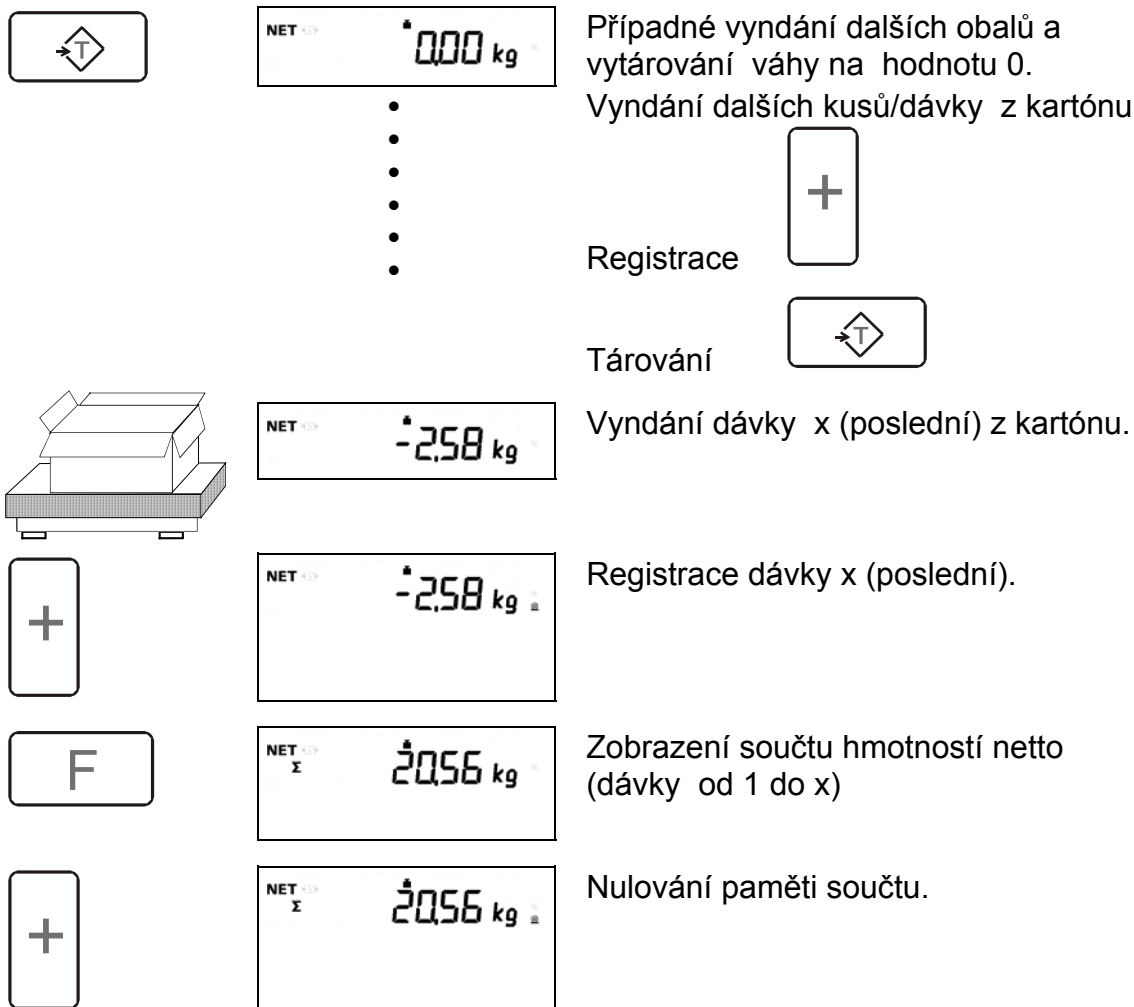 T
NET
0,00 kg
Případné vyndání dalších obalů a
vytárování váhy na hodnotu 0.
Vyndání dalších kusů/dávky z kartónu
+
Registrace
Tárování
T
NET
-2,58 kg
Vyndání dávky x (poslední) z kartónu.
+
NET
-2,58 kg
Registrace dávky x (poslední).
F
NET
Σ
20,56 kg
Zobrazení součtu hmotností netto
(dávky od 1 do x)
+
NET
Σ
20,56 kg
Nulování paměti součtu.